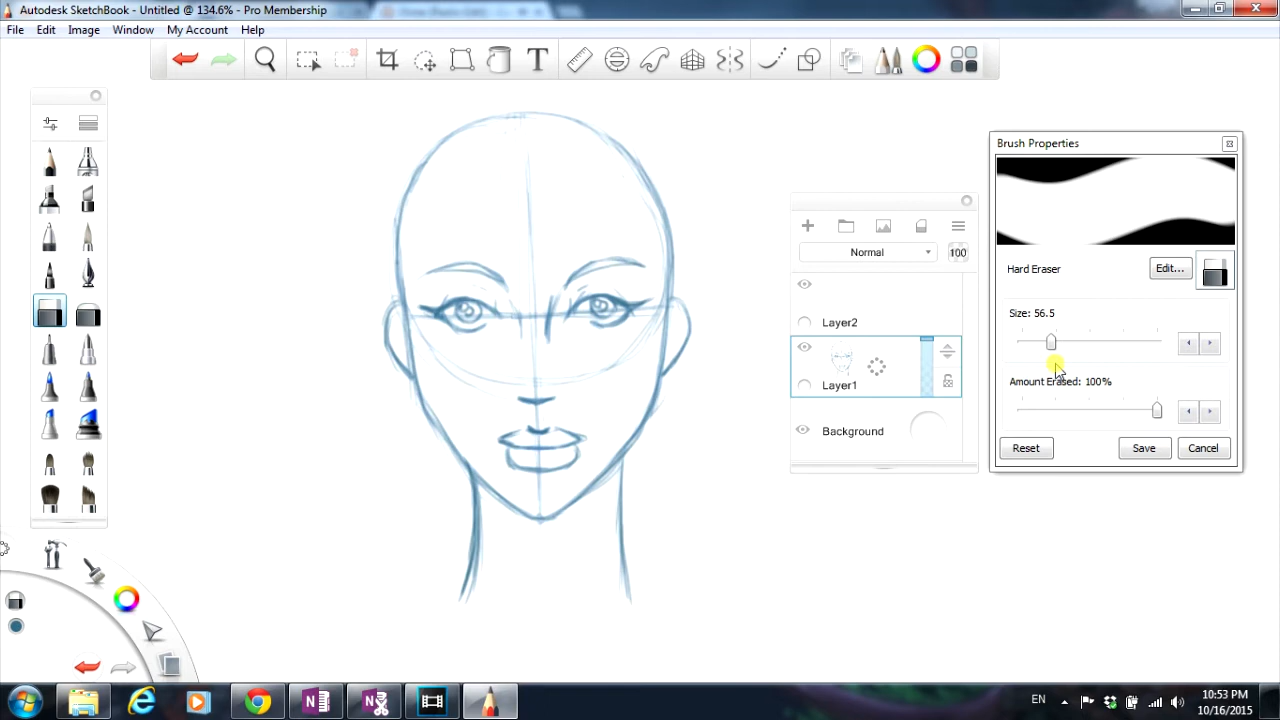 Autodesk SketchBook - Untitled @ 134.6% - Pro Membership
File Edit Image Window My Account Help
T
Brush Properties
Normal 100
Hard Eraser Edit...
Size: 56.5
Layer2
Layer1
Amount Erased: 100%
Background
Reset Save Cancel
EN
10:53 PM
10/16/2015